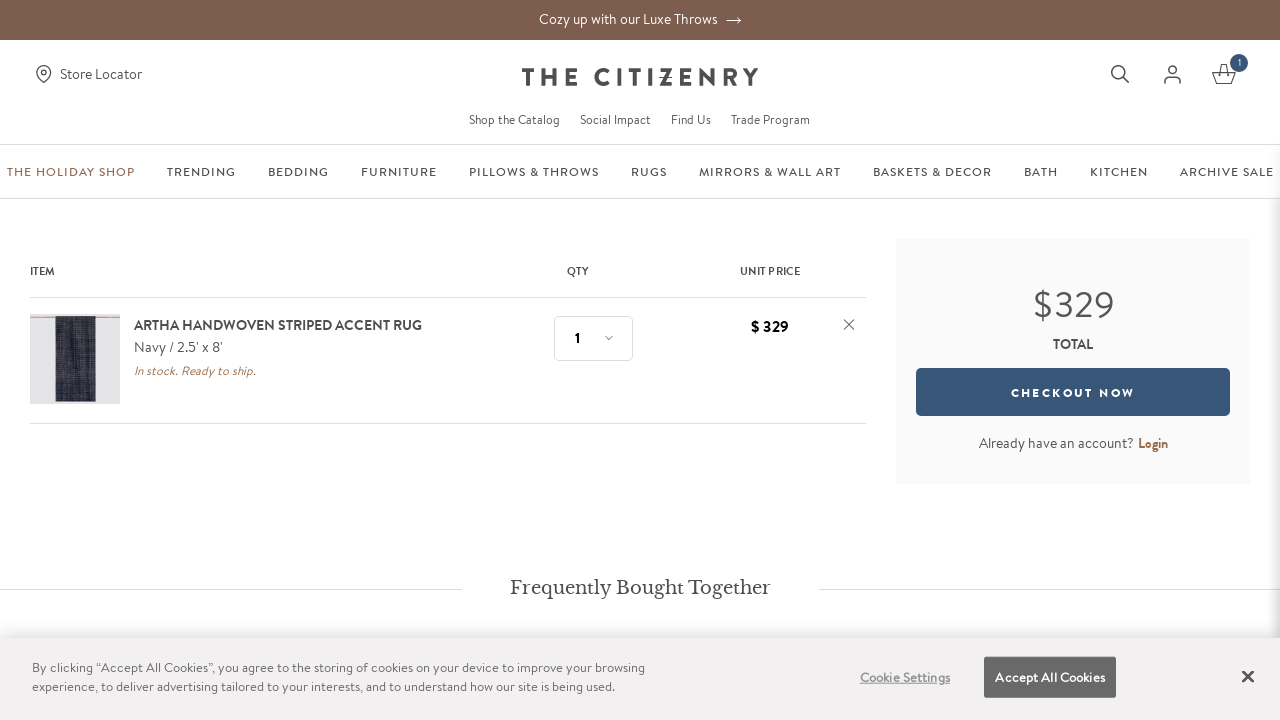 Cozy up with our Luxe Throws
Store Locator
THE CITIZENRY
1
Shop the Catalog
Social Impact
Find Us
Trade Program
THE HOLIDAY SHOP
TRENDING
BEDDING
FURNITURE
PILLOWS & THROWS
RUGS
MIRRORS & WALL ART
BASKETS & DECOR
BATH
KITCHEN
ARCHIVE SALE
ITEM
QTY
UNIT PRICE
ARTHA HANDWOVEN STRIPED ACCENT RUG
Navy / 2.5' x 8'
In stock. Ready to ship.
1
$ 329
$329
TOTAL
CHECKOUT NOW
Already have an account? Login
Frequently Bought Together
By clicking “Accept All Cookies”, you agree to the storing of cookies on your device to improve your browsing
experience, to deliver advertising tailored to your interests, and to understand how our site is being used.
Cookie Settings
Accept All Cookies